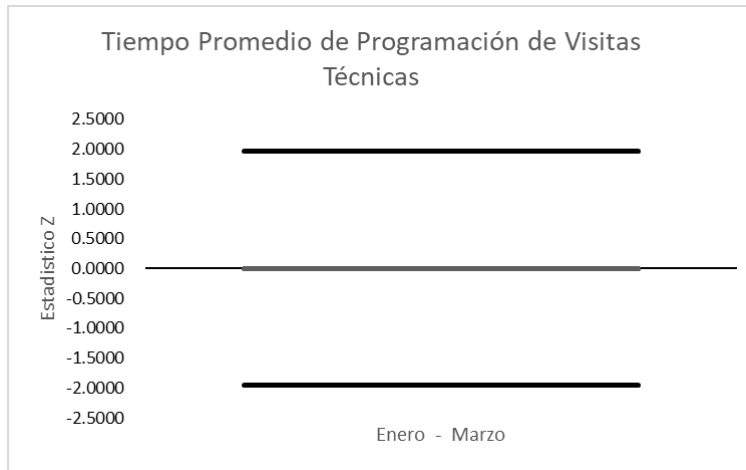 Tiempo Promedio de Programación de Visitas
Técnicas
Estadistico Z
2.5000
2.0000
1.5000
1.0000
0.5000
0.0000
-0.5000
-1.0000
-1.5000
-2.0000
-2.5000
Enero - Marzo